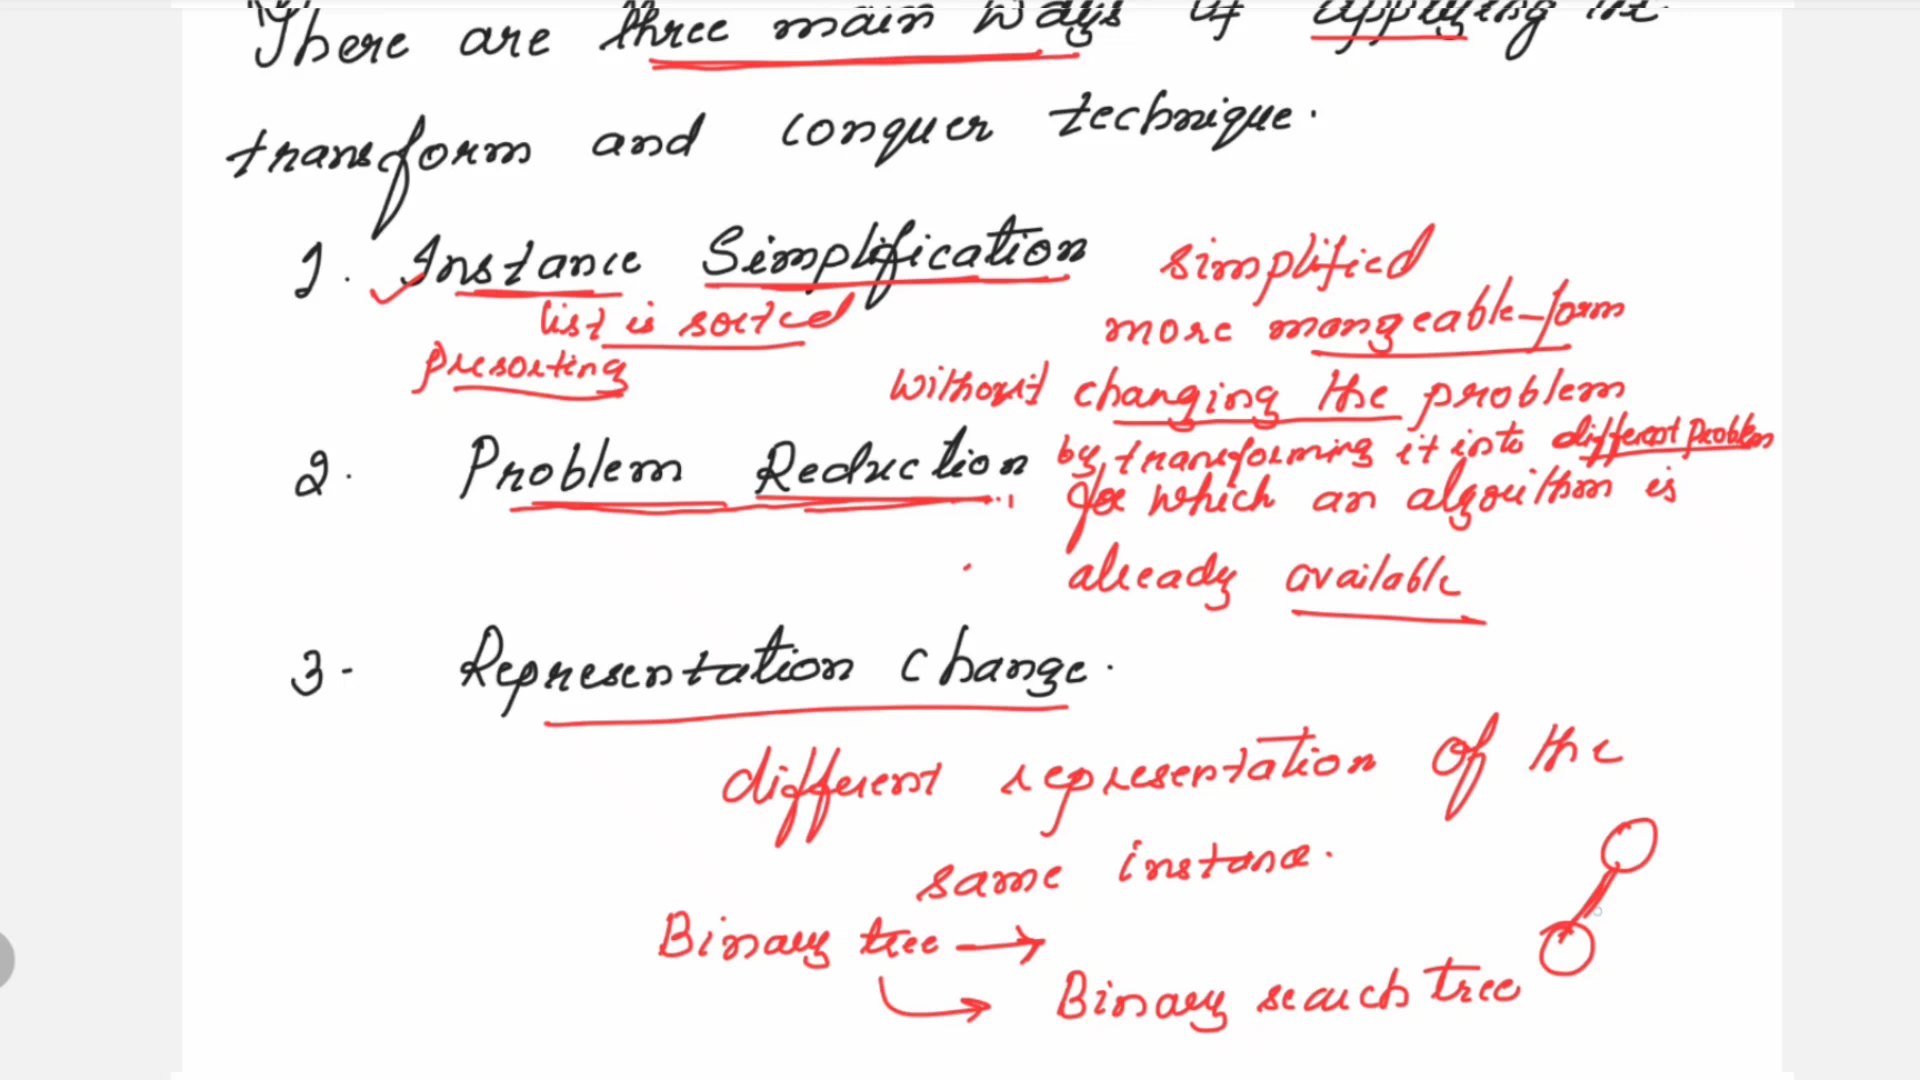 There are three main ways of applying the
transform and conquer technique.
1. Instance Simplification
list is sorted
Presorting
simplified
more mangeable form
without changing the problem
2. Problem Reduction
by transforming it into different problem
for which an algorithm is
already available
3. Representation change.
different representation of the
same instance.
Binary tree →
Binary search tree